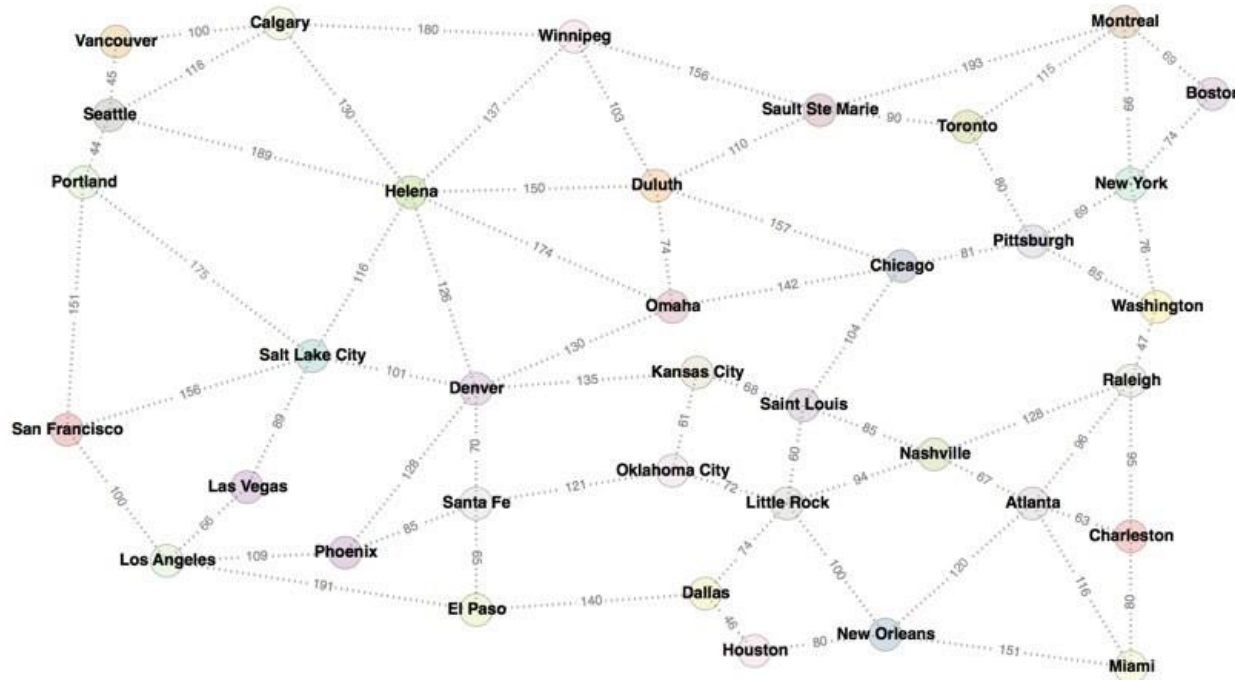 Vancouver
100
Calgary
180
Winnipeg
156
193
Montreal
69
Boston
45
118
130
137
103
115
66
74
Seattle
Sault Ste Marie
90
Toronto
44
189
110
80
Portland
Helena
150
Duluth
New York
69
157
76
175
116
126
174
74
Chicago
81
Pittsburgh
85
151
Omaha
142
Washington
130
104
47
Salt Lake City
101
Denver
135
Kansas City
68
Saint Louis
Raleigh
156
89
128
70
61
60
85
128
96
95
San Francisco
Nashville
100
Las Vegas
Santa Fe
121
Oklahoma City
72
94
67
66
85
Little Rock
Atlanta
63
Charleston
Los Angeles
109
Phoenix
65
74
100
120
116
80
191
El Paso
140
Dallas
46
Houston
80
New Orleans
151
Miami